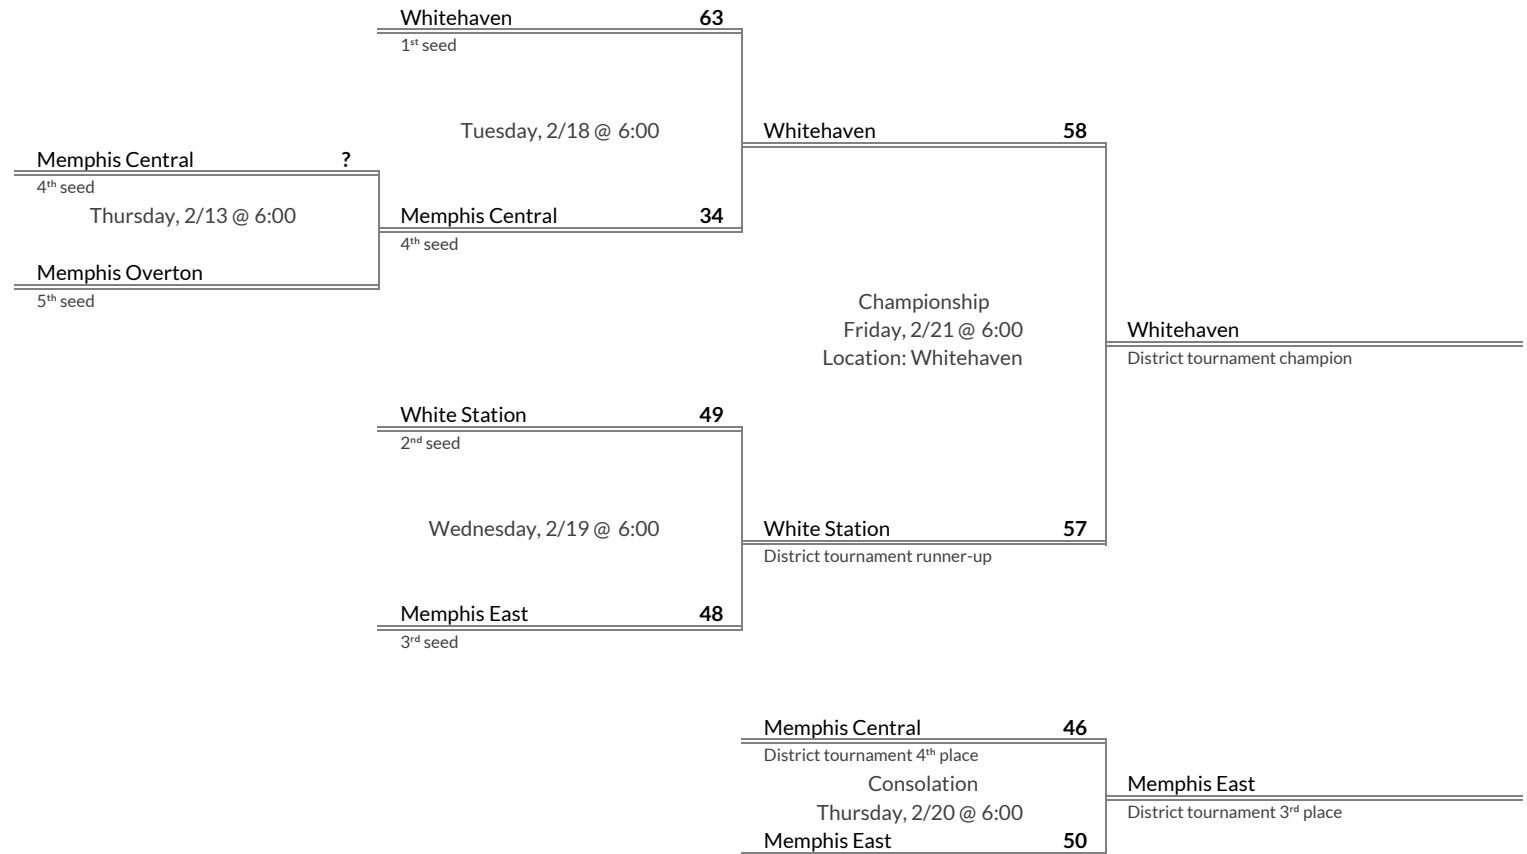 Whitehaven 63
1st seed
Tuesday, 2/18 @ 6:00
Whitehaven 58
Memphis Central ?
4th seed
Thursday, 2/13 @ 6:00
Memphis Central 34
4th seed
Memphis Overton
5th seed
Championship
Friday, 2/21 @ 6:00
Location: Whitehaven
Whitehaven
District tournament champion
White Station 49
2nd seed
Wednesday, 2/19 @ 6:00
White Station 57
District tournament runner-up
Memphis East 48
3rd seed
Memphis Central 46
District tournament 4th place
Consolation
Thursday, 2/20 @ 6:00
Memphis East 50
Memphis East
District tournament 3rd place